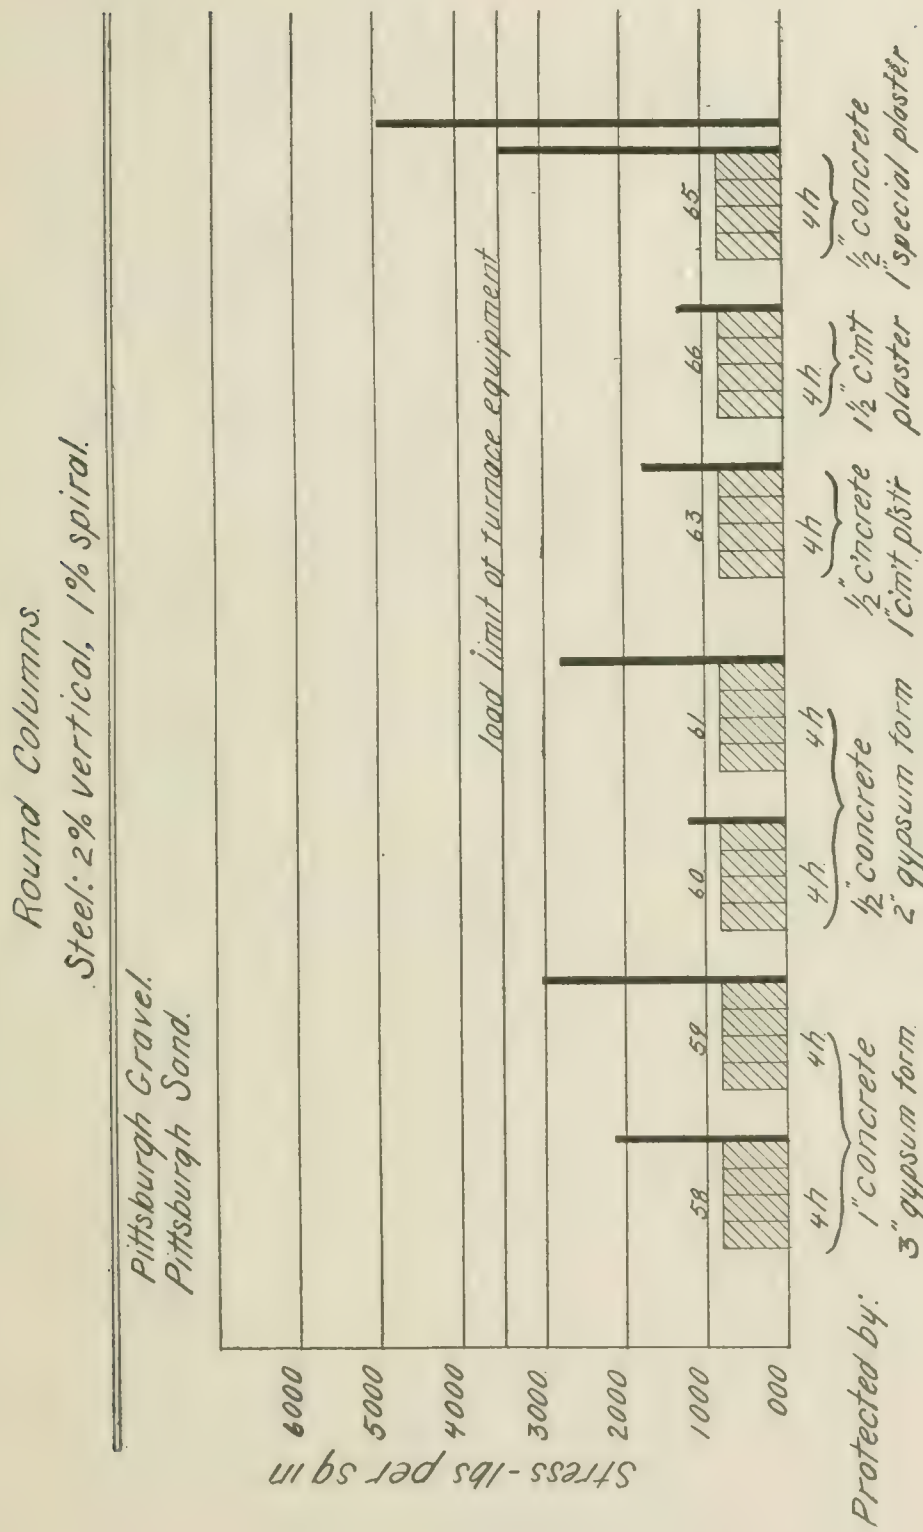 Round Columns.
Steel: 2% vertical, 1% spiral.
Pittsburgh Gravel.
Pittsburgh Sand.
Stress - lbs per sq in
6000
5000
4000
3000
2000
1000
000
load limit of furnace equipment
58
59
60
61
63
66
65
Protected by:
4h
4h
1" concrete
3" gypsum form.
4h
4h
1/2" concrete
2" gypsum form
4h
1/2" c'ncrete
1" c'm't plstr
4h
1 1/2" c'm't
plaster
4h
1/2" concrete
1" special plaster.